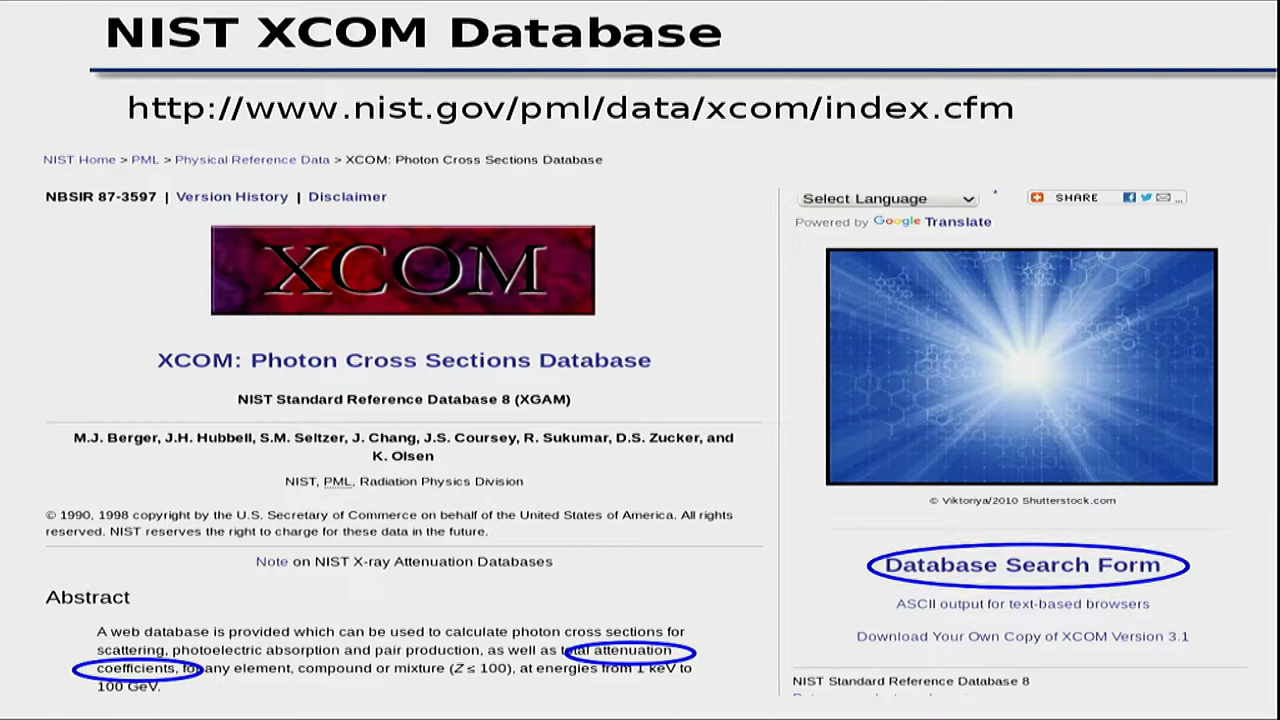 NIST XCOM Database
http://www.nist.gov/pml/data/xcom/index.cfm
NIST Home > PML > Physical Reference Data > XCOM: Photon Cross Sections Database
NBSIR 87-3597 | Version History | Disclaimer
XCOM
XCOM: Photon Cross Sections Database
NIST Standard Reference Database 8 (XGAM)
M.J. Berger, J.H. Hubbell, S.M. Seltzer, J. Chang, J.S. Coursey, R. Sukumar, D.S. Zucker, and
K. Olsen
NIST, PML, Radiation Physics Division
© 1990, 1998 copyright by the U.S. Secretary of Commerce on behalf of the United States of America. All rights
reserved. NIST reserves the right to charge for these data in the future.
Note on NIST X-ray Attenuation Databases
Abstract
A web database is provided which can be used to calculate photon cross sections for
scattering, photoelectric absorption and pair production, as well as total attenuation
coefficients, for any element, compound or mixture (Z ≤ 100), at energies from 1 keV to
100 GeV.
Select Language *
SHARE ...
Powered by Google Translate
© Viktoriya/2010 Shutterstock.com
Database Search Form
ASCII output for text-based browsers
Download Your Own Copy of XCOM Version 3.1
NIST Standard Reference Database 8